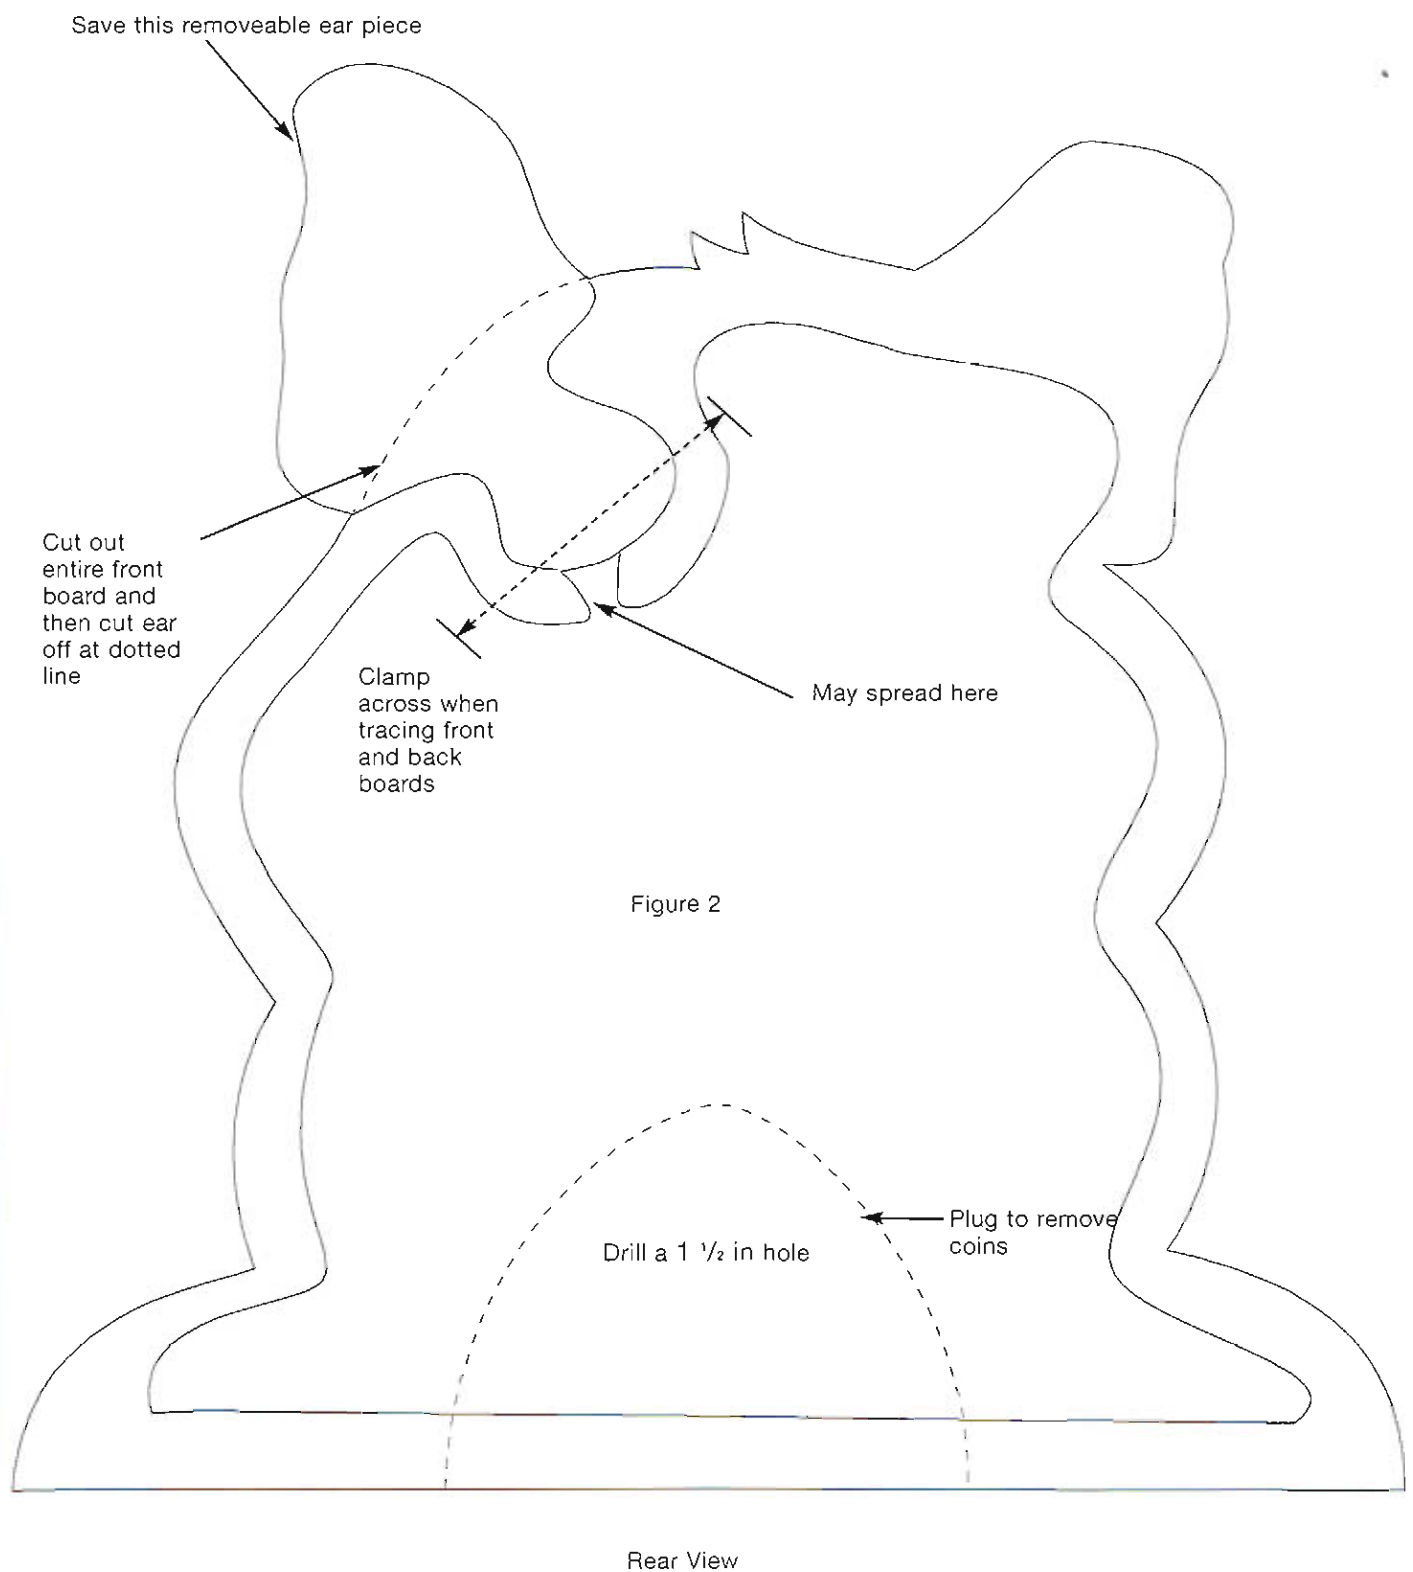 Save this removeable ear piece
Cut out
entire front
board and
then cut ear
off at dotted
line
Clamp
across when
tracing front
and back
boards
May spread here
Figure 2
Plug to remove
coins
Drill a 1 ½ in hole
Rear View